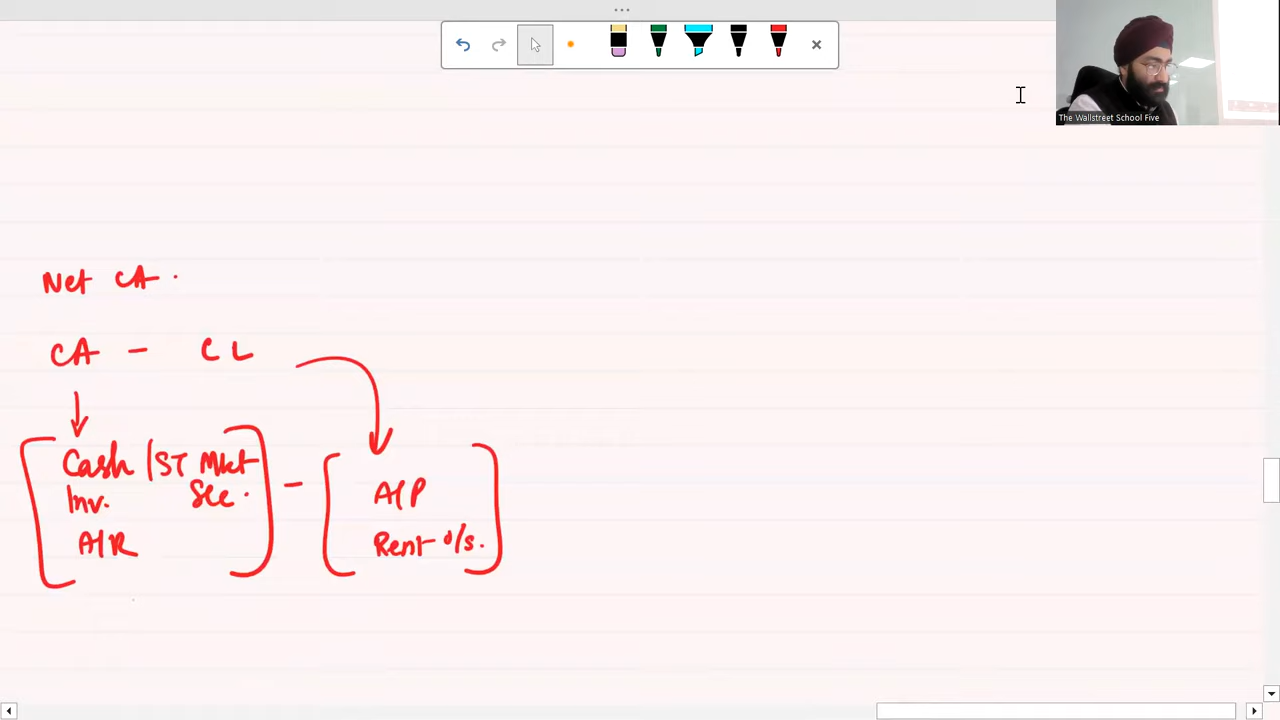 The Wallstreet School Five
Net CA.
CA - CL
[Cash / ST Mkt Sec.
Inv.
A/R] - [A/P
Rent o/s.]